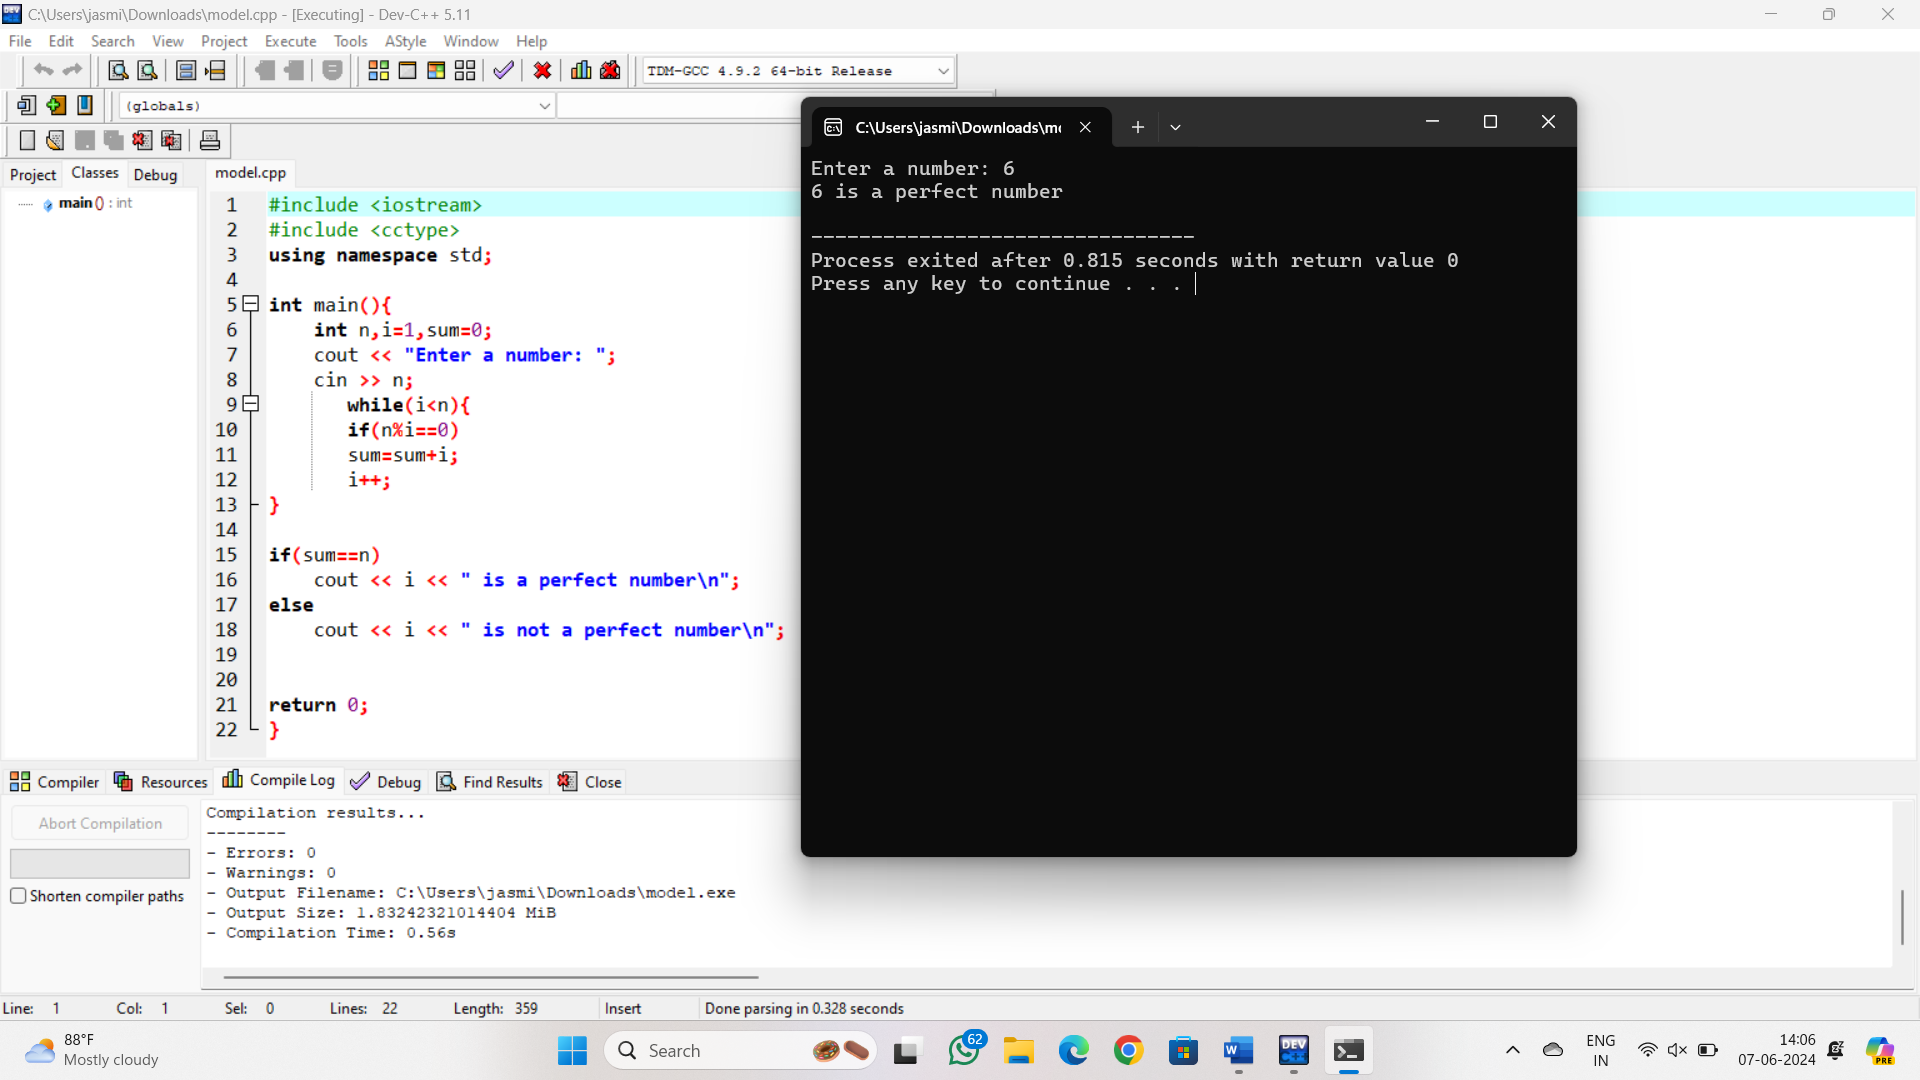 C:\Users\jasmi\Downloads\model.cpp - [Executing] - Dev-C++ 5.11
File Edit Search View Project Execute Tools AStyle Window Help
TDM-GCC 4.9.2 64-bit Release
(globals)
Project Classes Debug
main () : int
model.cpp
1 #include <iostream>
2 #include <cctype>
3 using namespace std;
4
5 int main(){
6 int n,i=1,sum=0;
7 cout << "Enter a number: ";
8 cin >> n;
9 while(i<n){
10 if(n%i==0)
11 sum=sum+i;
12 i++;
13 }
14
15 if(sum==n)
16 cout << i << " is a perfect number\n";
17 else
18 cout << i << " is not a perfect number\n";
19
20
21 return 0;
22 }
C:\Users\jasmi\Downloads\m
Enter a number: 6
6 is a perfect number
--------------------------------
Process exited after 0.815 seconds with return value 0
Press any key to continue . . .
Compiler Resources Compile Log Debug Find Results Close
Abort Compilation
Shorten compiler paths
Compilation results...
--------
- Errors: 0
- Warnings: 0
- Output Filename: C:\Users\jasmi\Downloads\model.exe
- Output Size: 1.83242321014404 MiB
- Compilation Time: 0.56s
Line: 1 Col: 1 Sel: 0 Lines: 22 Length: 359 Insert Done parsing in 0.328 seconds
88°F
Mostly cloudy
Search
62
DEV
ENG
IN
14:06
07-06-2024
PRE